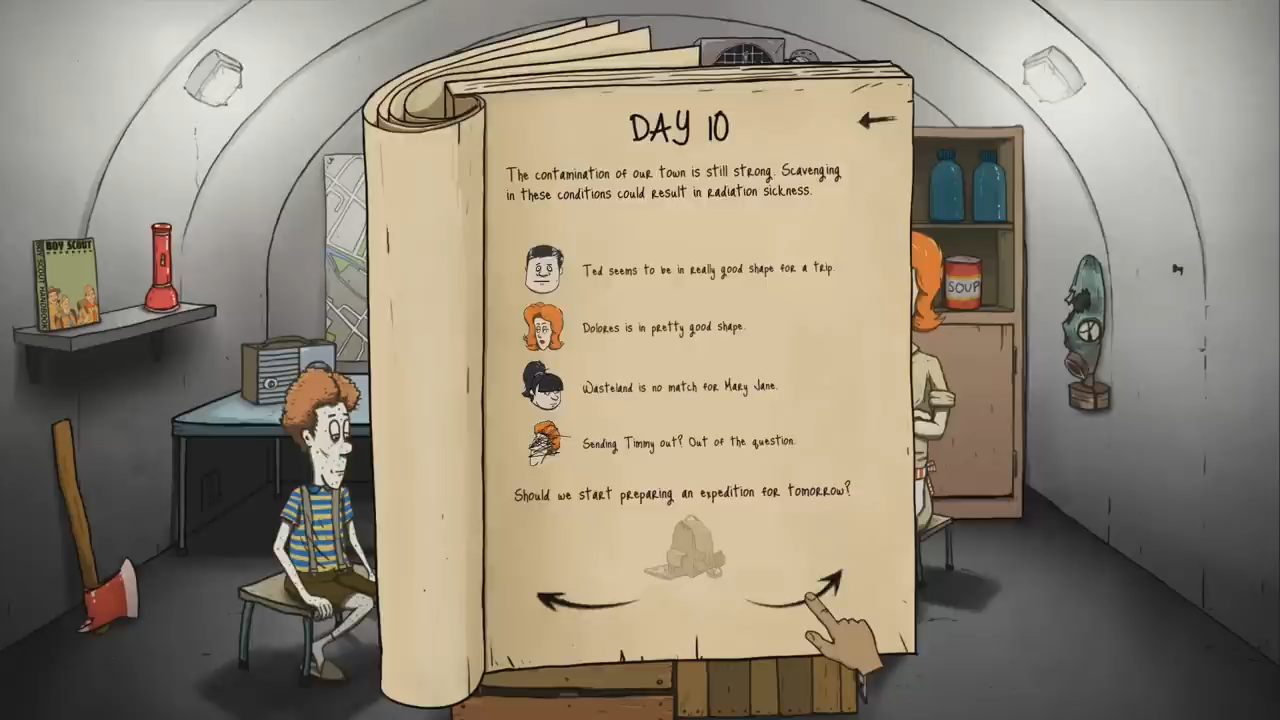 DAY 10
The contamination of our town is still strong. Scavenging
in these conditions could result in radiation sickness.
Ted seems to be in really good shape for a trip.
Dolores is in pretty good shape.
Wasteland is no match for Mary Jane.
Sending Timmy out? Out of the question.
Should we start preparing an expedition for tomorrow?
BOY SCOUT
BOY SCOUT HANDBOOK
SOUP